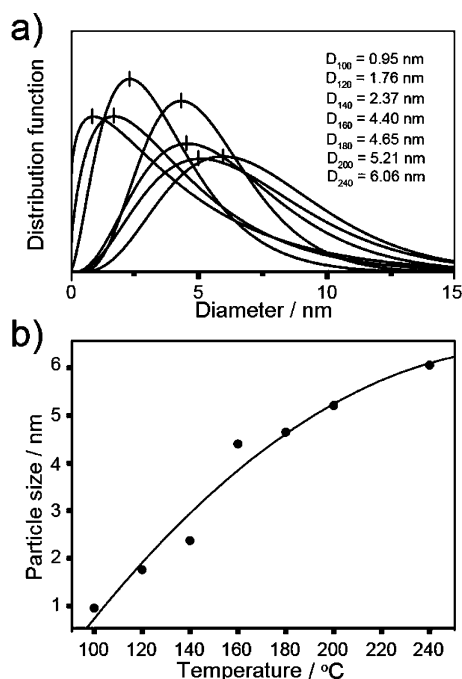 a)
Distribution function
D100 = 0.95 nm
D120 = 1.76 nm
D140 = 2.37 nm
D160 = 4.40 nm
D180 = 4.65 nm
D200 = 5.21 nm
D240 = 6.06 nm
0 5 10 15
Diameter / nm
b)
Particle size / nm
6
5
4
3
2
1
100 120 140 160 180 200 220 240
Temperature / ºC